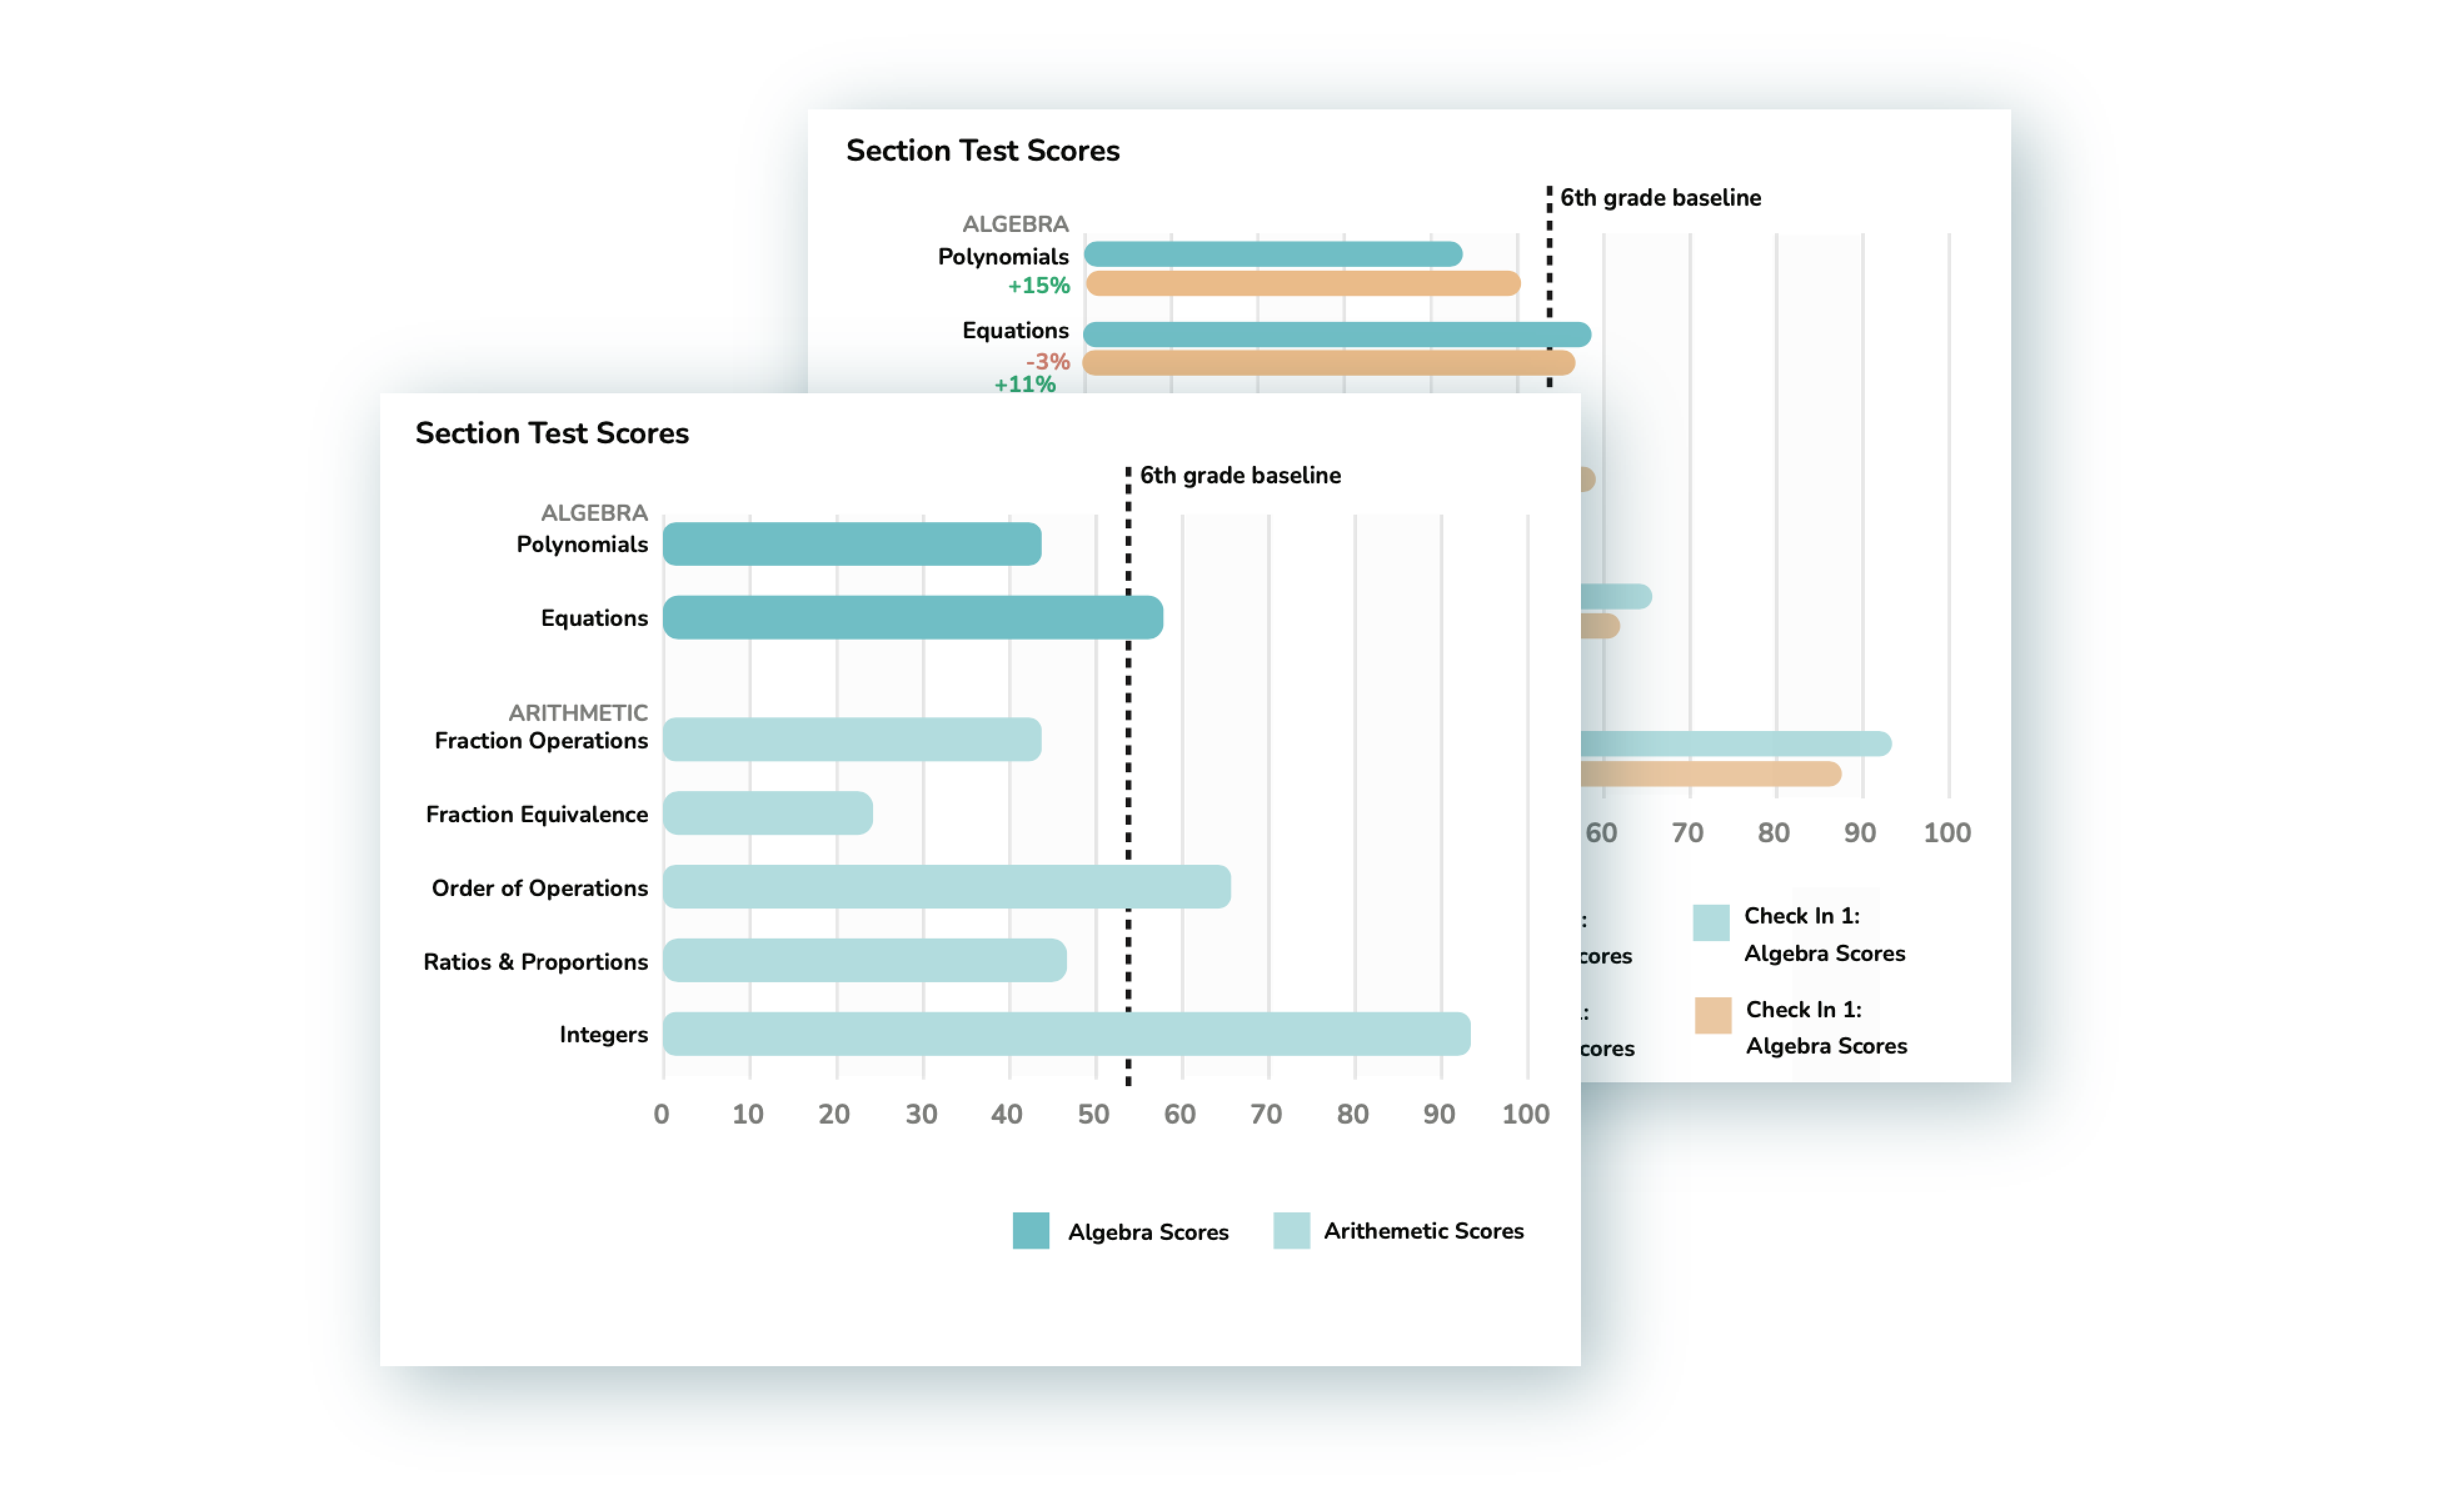 Section Test Scores
6th grade baseline
ALGEBRA
Polynomials
+15%
Equations
-3%
+11%
60 70 80 90 100
:
cores
Check In 1:
Algebra Scores
:
cores
Check In 1:
Algebra Scores
Section Test Scores
6th grade baseline
ALGEBRA
Polynomials
Equations
ARITHMETIC
Fraction Operations
Fraction Equivalence
Order of Operations
Ratios & Proportions
Integers
0 10 20 30 40 50 60 70 80 90 100
Algebra Scores
Arithemetic Scores